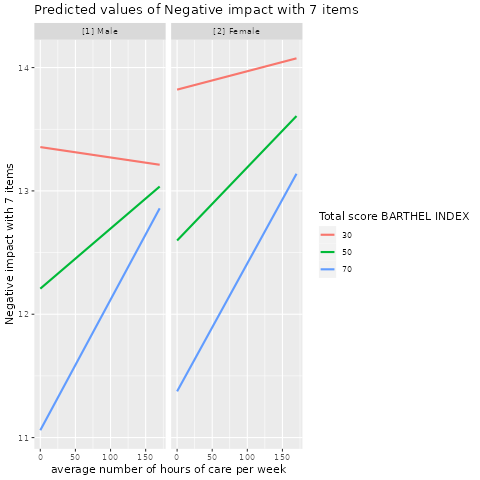 Predicted values of Negative impact with 7 items
[1] Male
[2] Female
14
13
12
11
Negative impact with 7 items
0 50 100 150
0 50 100 150
average number of hours of care per week
Total score BARTHEL INDEX
30
50
70